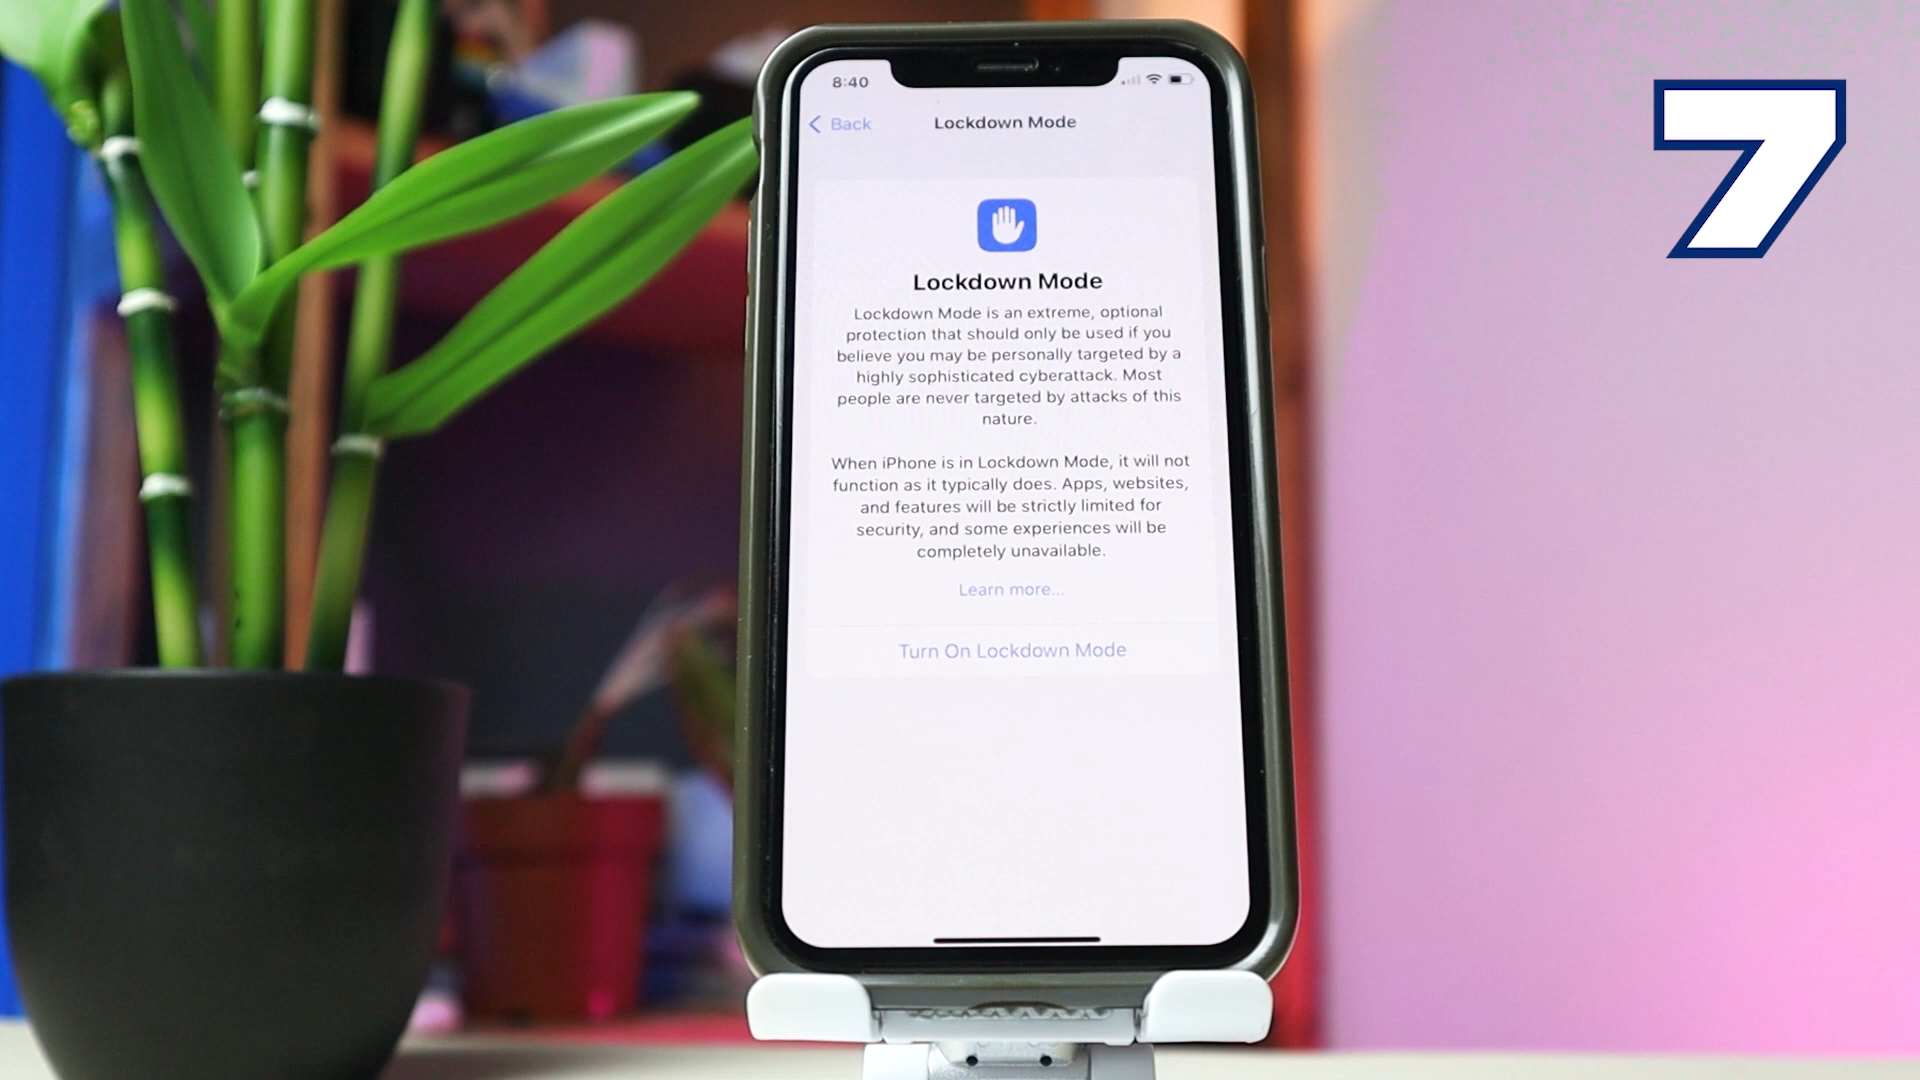 7
8:40
Back
Lockdown Mode
Lockdown Mode
Lockdown Mode is an extreme, optional
protection that should only be used if you
believe you may be personally targeted by a
highly sophisticated cyberattack. Most
people are never targeted by attacks of this
nature.
When iPhone is in Lockdown Mode, it will not
function as it typically does. Apps, websites,
and features will be strictly limited for
security, and some experiences will be
completely unavailable.
Learn more...
Turn On Lockdown Mode